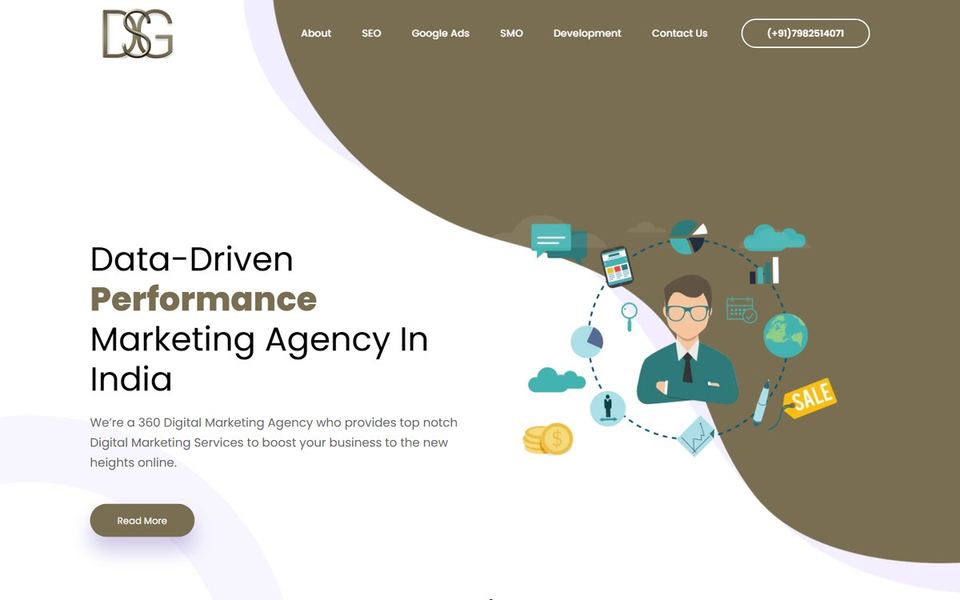 DSG
About SEO Google Ads SMO Development Contact Us (+91)7982514071
Data-Driven
Performance
Marketing Agency In
India
We're a 360 Digital Marketing Agency who provides top notch
Digital Marketing Services to boost your business to the new
heights online.
Read More
SALE